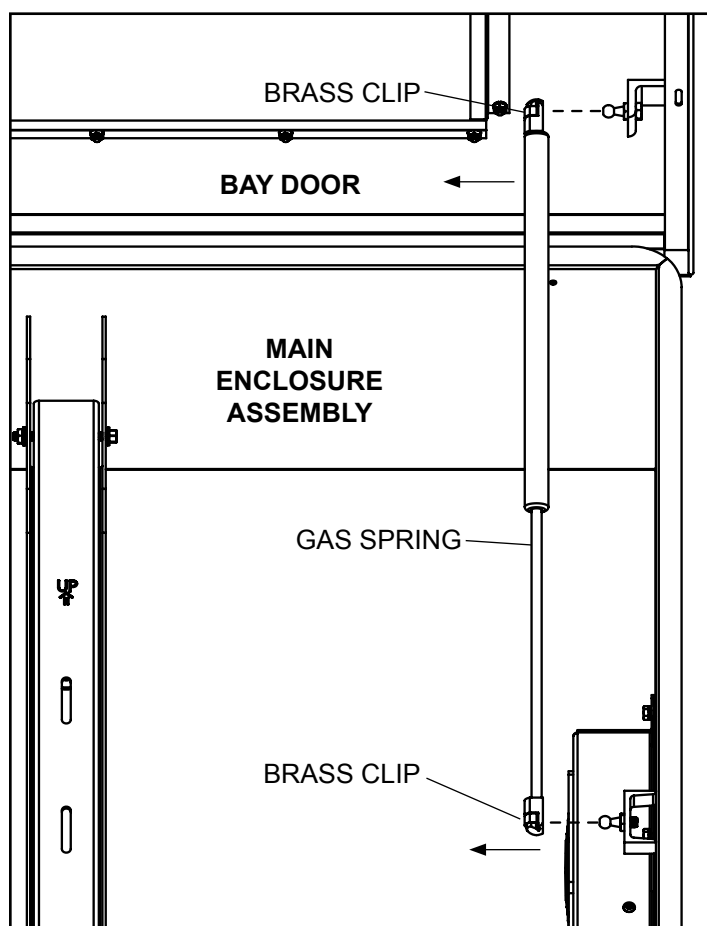 BRASS CLIP
BAY DOOR
MAIN
ENCLOSURE
ASSEMBLY
GAS SPRING
UP
BRASS CLIP